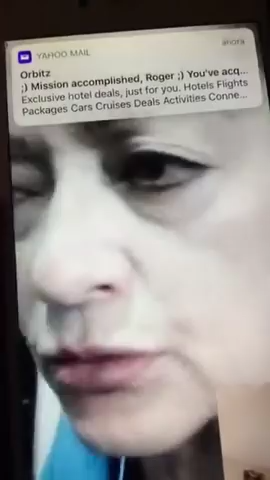 YAHOO MAIL
ahora
Orbitz
;) Mission accomplished, Roger ;) You've acq...
Exclusive hotel deals, just for you. Hotels Flights
Packages Cars Cruises Deals Activities Conne...